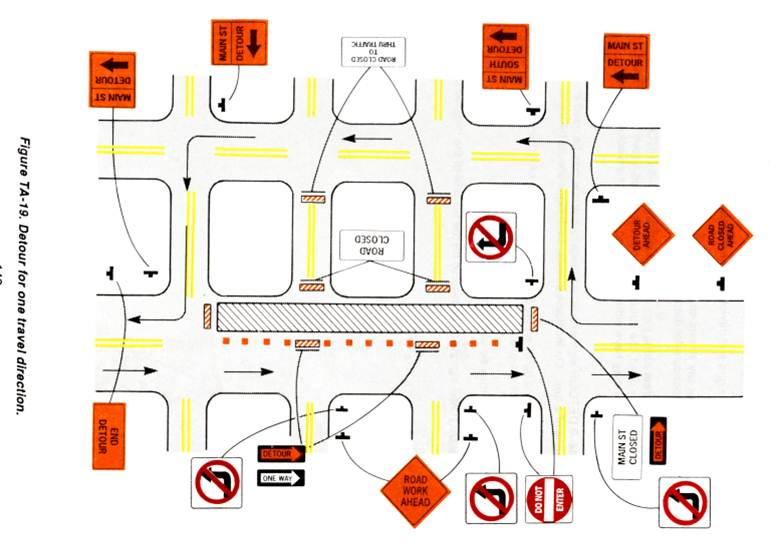 MAIN ST
DETOUR
MAIN ST
DETOUR
ROAD CLOSED
TO
THRU TRAFFIC
MAIN ST
SOUTH
DETOUR
MAIN ST
DETOUR
ROAD
CLOSED
DETOUR
AHEAD
ROAD
CLOSED
AHEAD
END
DETOUR
DETOUR
ONE WAY
ROAD
WORK
AHEAD
DO NOT
ENTER
MAIN ST
CLOSED
DETOUR
Figure TA-19. Detour for one travel direction.